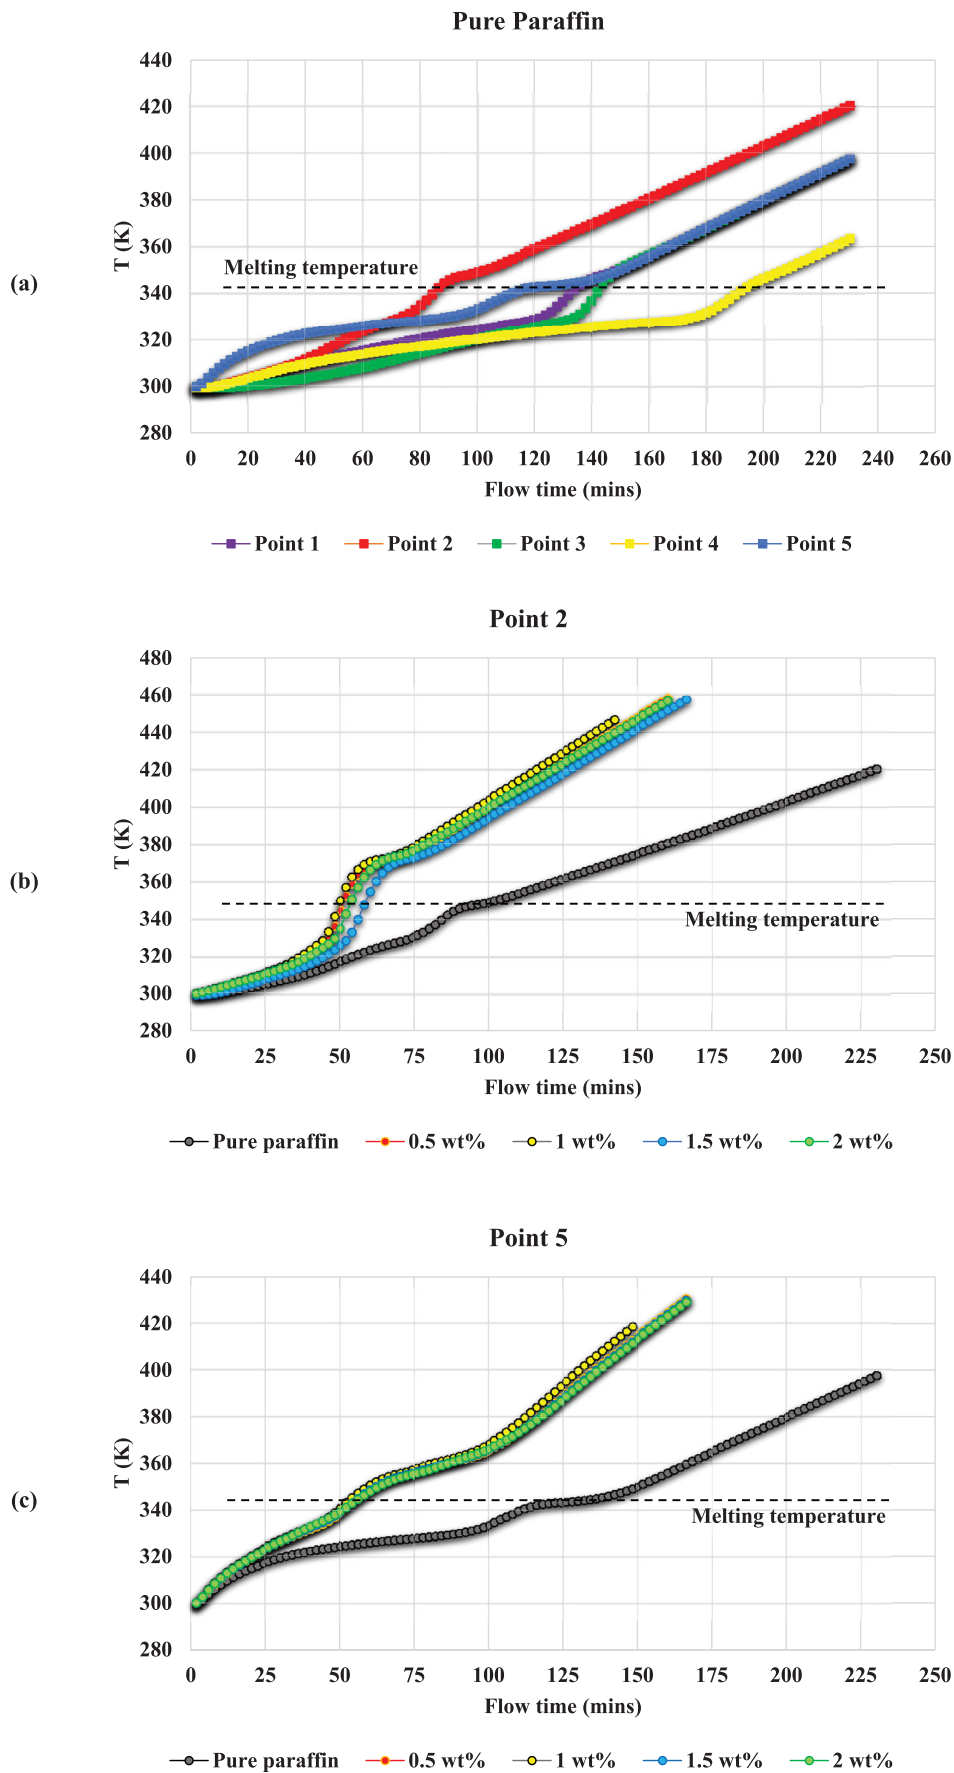 Pure Paraffin
440
420
400
380
360
340
320
300
280
T (K)
Melting temperature
(a)
0 20 40 60 80 100 120 140 160 180 200 220 240 260
Flow time (mins)
Point 1 Point 2 Point 3 Point 4 Point 5
Point 2
480
460
440
420
400
380
360
340
320
300
280
T (K)
Melting temperature
(b)
0 25 50 75 100 125 150 175 200 225 250
Flow time (mins)
Pure paraffin 0.5 wt% 1 wt% 1.5 wt% 2 wt%
Point 5
440
420
400
380
360
340
320
300
280
T (K)
Melting temperature
(c)
0 25 50 75 100 125 150 175 200 225 250
Flow time (mins)
Pure paraffin 0.5 wt% 1 wt% 1.5 wt% 2 wt%